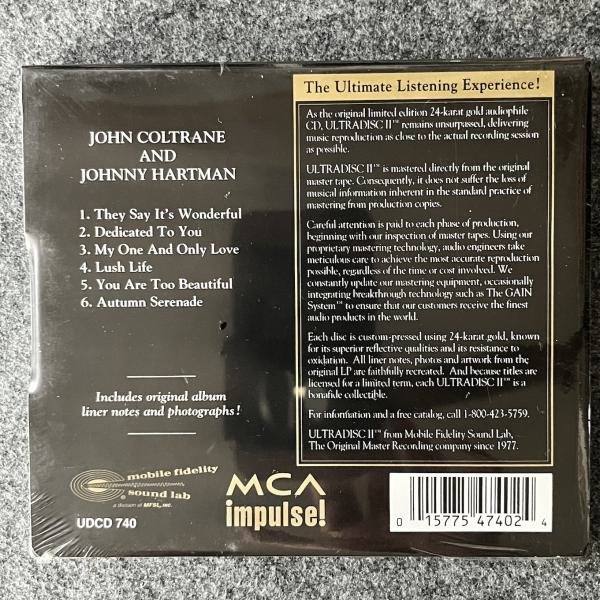 JOHN COLTRANE
AND
JOHNNY HARTMAN
1. They Say It's Wonderful
2. Dedicated To You
3. My One And Only Love
4. Lush Life
5. You Are Too Beautiful
6. Autumn Serenade
Includes original album
liner notes and photographs!
mobile fidelity
sound lab
a division of MFSL, INC.
UDCD 740
MCA
impulse!
The Ultimate Listening Experience!
As the original limited edition 24-karat gold audiophile
CD, ULTRADISC II™ remains unsurpassed, delivering
music reproduction as close to the actual recording session
as possible.
ULTRADISC II™ is mastered directly from the original
master tape. Consequently, it does not suffer the loss of
musical information inherent in the standard practice of
mastering from production copies.
Careful attention is paid to each phase of production,
beginning with our inspection of master tapes. Using our
proprietary mastering technology, audio engineers take
meticulous care to achieve the most accurate reproduction
possible, regardless of the time or cost involved. We
constantly update our mastering equipment, occasionally
integrating breakthrough technology such as The GAIN
System™ to ensure that our customers receive the finest
audio products in the world.
Each disc is custom-pressed using 24-karat gold, known
for its superior reflective qualities and its resistance to
oxidation. All liner notes, photos and artwork from the
original LP are faithfully recreated. And because titles are
licensed for a limited term, each ULTRADISC II™ is a
bonafide collectible.
For information and a free catalog, call 1-800-423-5759.
ULTRADISC II™ from Mobile Fidelity Sound Lab,
The Original Master Recording company since 1977.
0 15775 47402 4